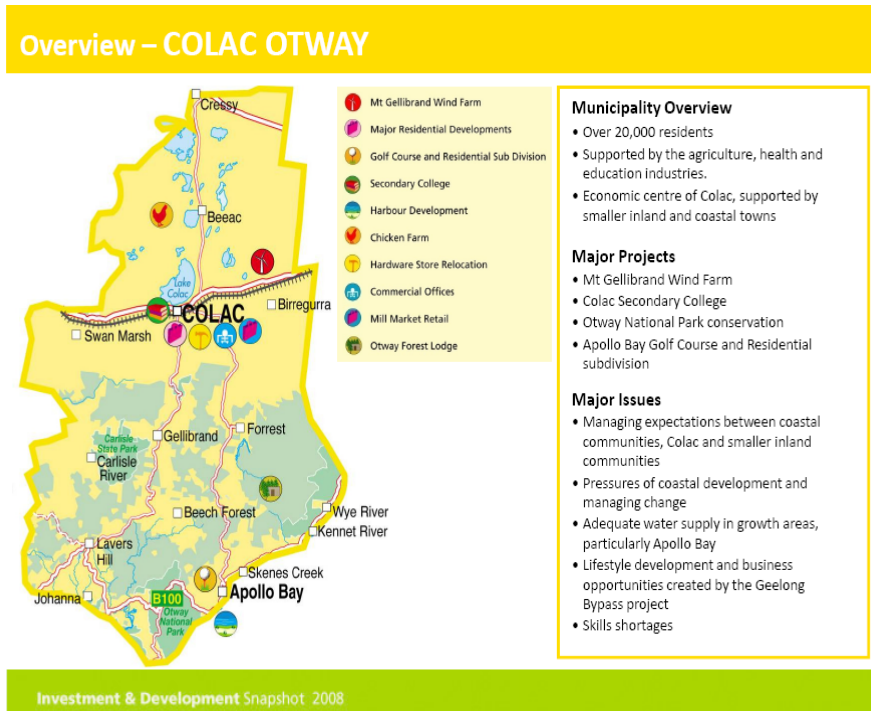 Overview – COLAC OTWAY
Cressy
Beeac
Lake
Colac
COLAC
Birregurra
Swan Marsh
Gellibrand
Forrest
Carlisle
State Park
Carlisle
River
Beech Forest
Wye River
Kennet River
Lavers
Hill
Skenes Creek
Apollo Bay
Johanna
B100
Otway
National
Park
Mt Gellibrand Wind Farm
Major Residential Developments
Golf Course and Residential Sub Division
Secondary College
Harbour Development
Chicken Farm
Hardware Store Relocation
Commercial Offices
Mill Market Retail
Otway Forest Lodge
Municipality Overview
• Over 20,000 residents
• Supported by the agriculture, health and
education industries.
• Economic centre of Colac, supported by
smaller inland and coastal towns
Major Projects
• Mt Gellibrand Wind Farm
• Colac Secondary College
• Otway National Park conservation
• Apollo Bay Golf Course and Residential
subdivision
Major Issues
• Managing expectations between coastal
communities, Colac and smaller inland
communities
• Pressures of coastal development and
managing change
• Adequate water supply in growth areas,
particularly Apollo Bay
• Lifestyle development and business
opportunities created by the Geelong
Bypass project
• Skills shortages
Investment & Development Snapshot 2008